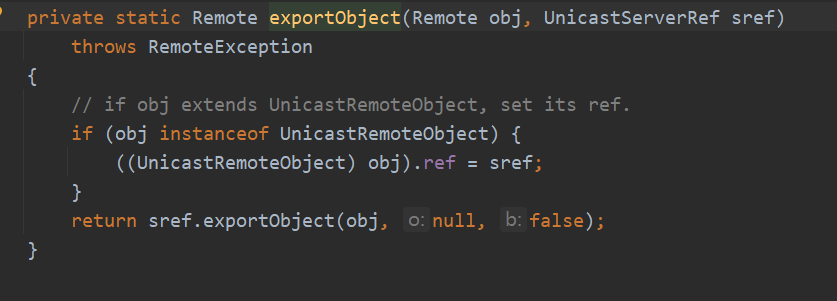 private static Remote exportObject(Remote obj, UnicastServerRef sref)
throws RemoteException
{
// if obj extends UnicastRemoteObject, set its ref.
if (obj instanceof UnicastRemoteObject) {
((UnicastRemoteObject) obj).ref = sref;
}
return sref.exportObject(obj, o: null, b: false);
}